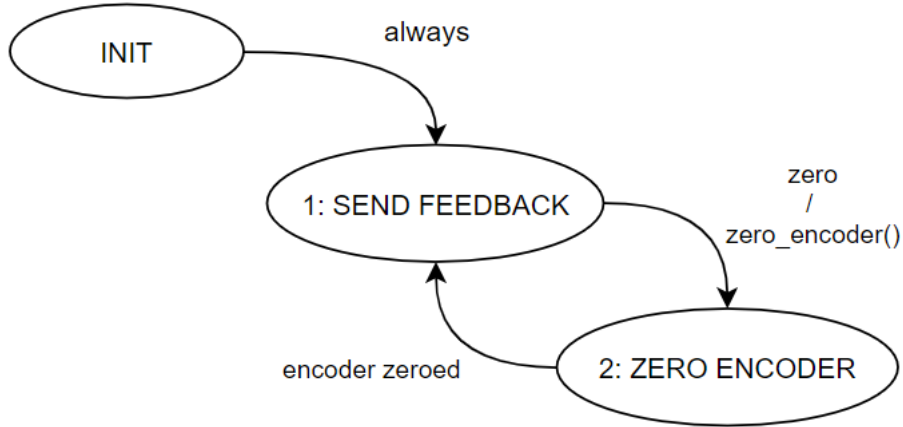 INIT
always
1: SEND FEEDBACK
zero
/
zero_encoder()
encoder zeroed
2: ZERO ENCODER